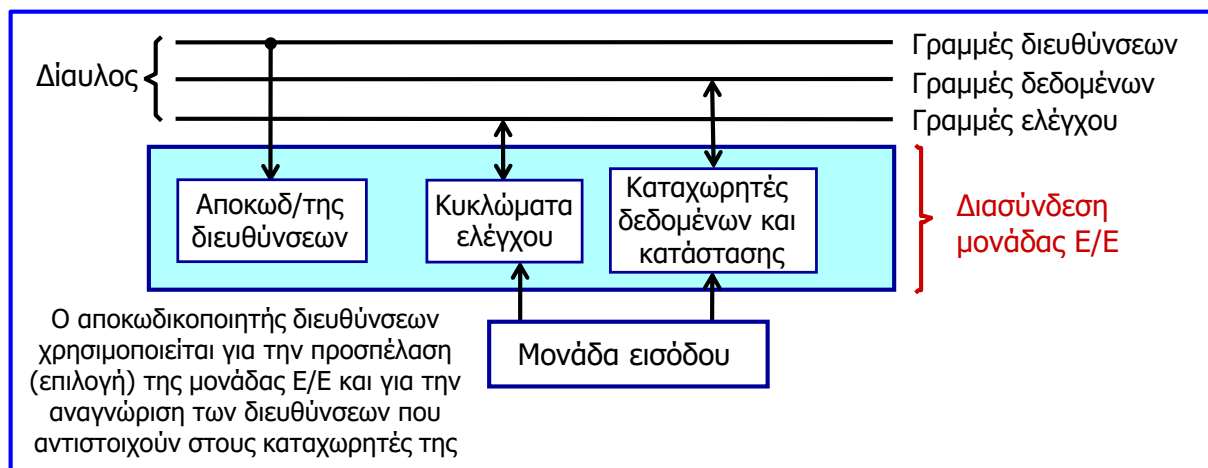 Γραμμές διευθύνσεων
Δίαυλος
Γραμμές δεδομένων
Γραμμές ελέγχου
Αποκωδ/της
διευθύνσεων
Κυκλώματα
ελέγχου
Καταχωρητές
δεδομένων και
κατάστασης
Διασύνδεση
μονάδας Ε/Ε
Μονάδα εισόδου
Ο αποκωδικοποιητής διευθύνσεων
χρησιμοποιείται για την προσπέλαση
(επιλογή) της μονάδας Ε/Ε και για την
αναγνώριση των διευθύνσεων που
αντιστοιχούν στους καταχωρητές της